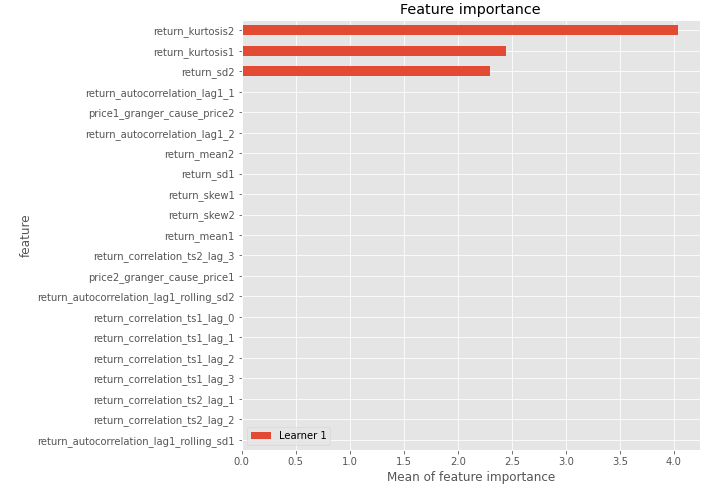 Feature importance
return_kurtosis2
return_kurtosis1
return_sd2
return_autocorrelation_lag1_1
price1_granger_cause_price2
return_autocorrelation_lag1_2
return_mean2
return_sd1
return_skew1
return_skew2
return_mean1
return_correlation_ts2_lag_3
price2_granger_cause_price1
return_autocorrelation_lag1_rolling_sd2
return_correlation_ts1_lag_0
return_correlation_ts1_lag_1
return_correlation_ts1_lag_2
return_correlation_ts1_lag_3
return_correlation_ts2_lag_1
return_correlation_ts2_lag_2
return_autocorrelation_lag1_rolling_sd1
feature
Learner 1
0.0 0.5 1.0 1.5 2.0 2.5 3.0 3.5 4.0
Mean of feature importance